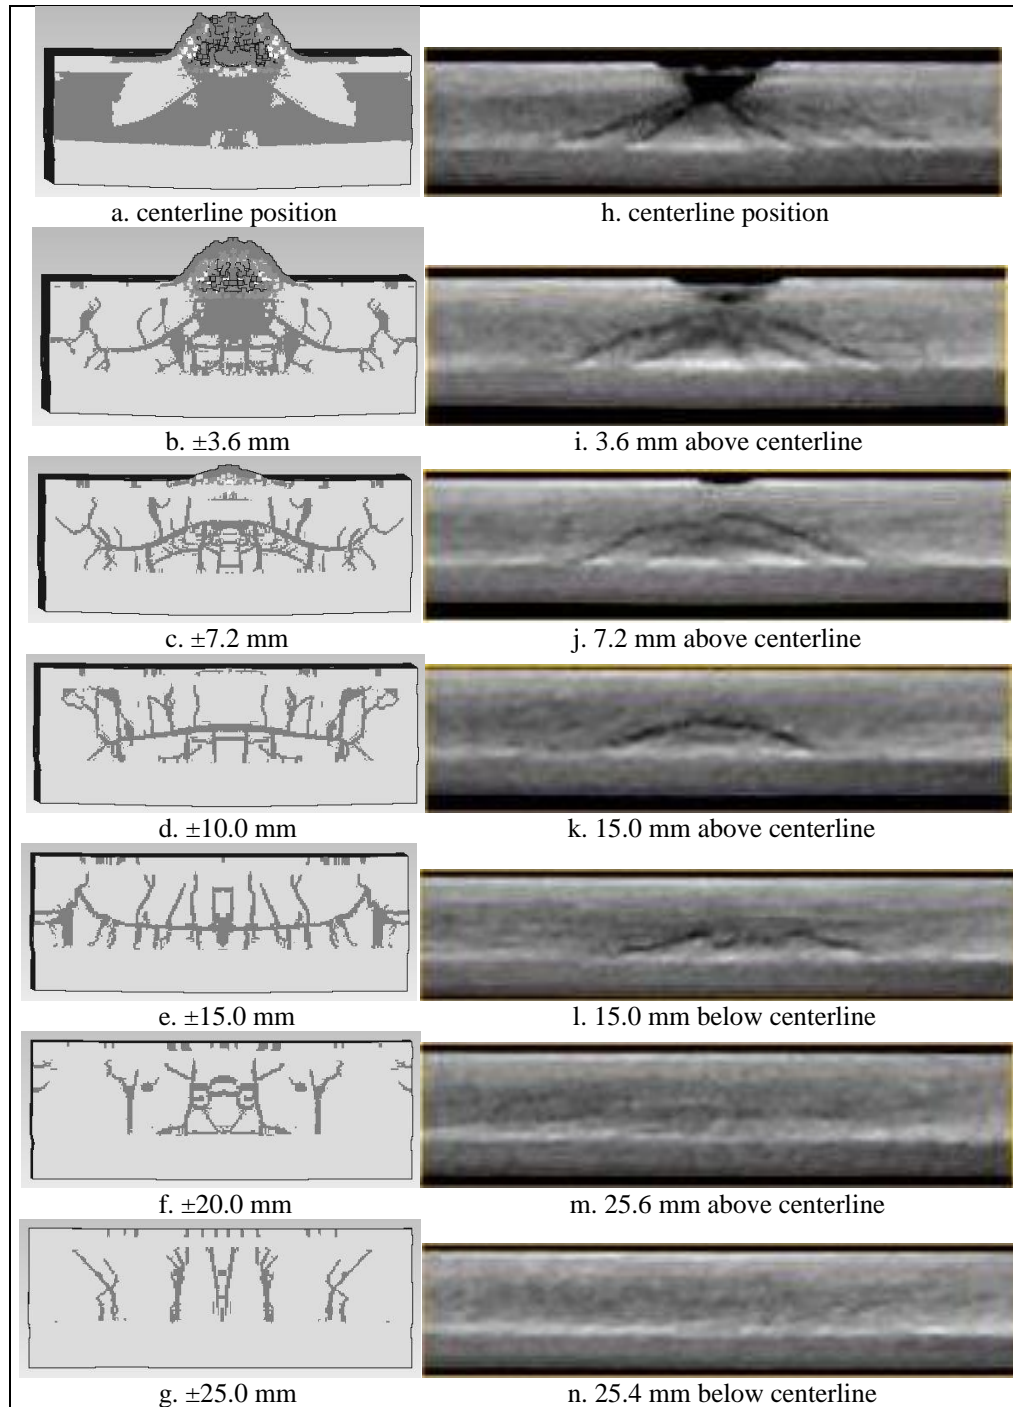 a. centerline position
h. centerline position
b. ±3.6 mm
i. 3.6 mm above centerline
c. ±7.2 mm
j. 7.2 mm above centerline
d. ±10.0 mm
k. 15.0 mm above centerline
e. ±15.0 mm
l. 15.0 mm below centerline
f. ±20.0 mm
m. 25.6 mm above centerline
g. ±25.0 mm
n. 25.4 mm below centerline